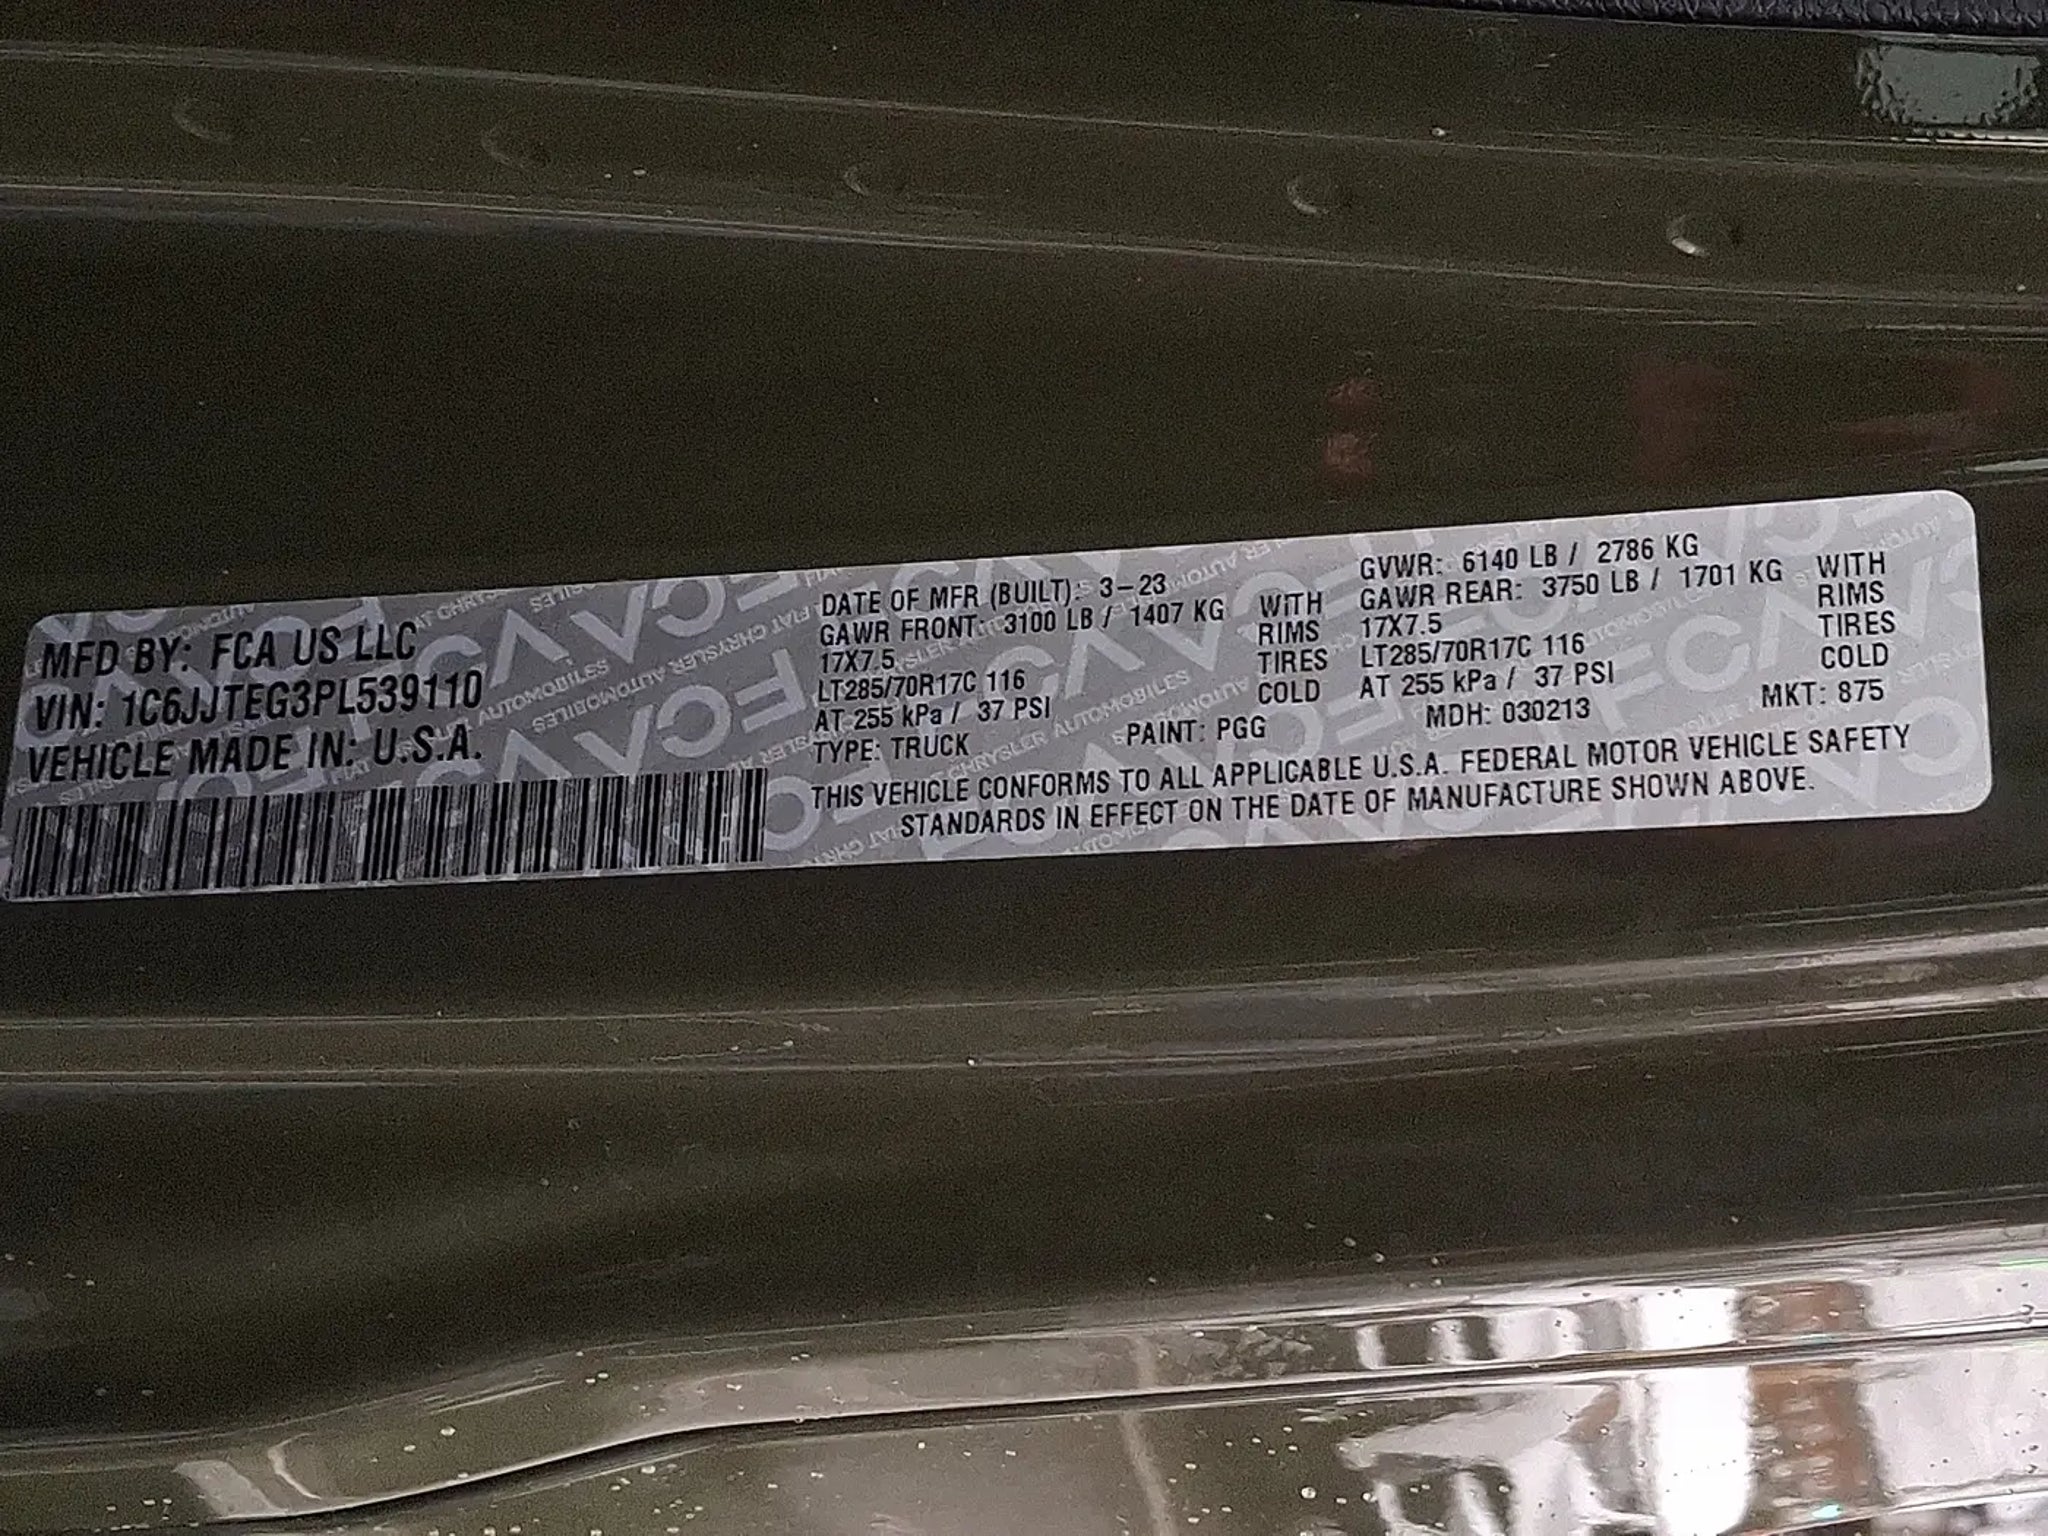 MFD BY: FCA US LLC
VIN: 1C6JJTEG3PL539110
VEHICLE MADE IN: U.S.A.
DATE OF MFR (BUILT): 3-23
GAWR FRONT: 3100 LB / 1407 KG WITH
17X7.5 RIMS
LT285/70R17C 116 TIRES
AT 255 kPa / 37 PSI COLD
TYPE: TRUCK
GVWR: 6140 LB / 2786 KG
GAWR REAR: 3750 LB / 1701 KG WITH
17X7.5 RIMS
LT285/70R17C 116 TIRES
AT 255 kPa / 37 PSI COLD
PAINT: PGG MDH: 030213 MKT: 875
THIS VEHICLE CONFORMS TO ALL APPLICABLE U.S.A. FEDERAL MOTOR VEHICLE SAFETY
STANDARDS IN EFFECT ON THE DATE OF MANUFACTURE SHOWN ABOVE.